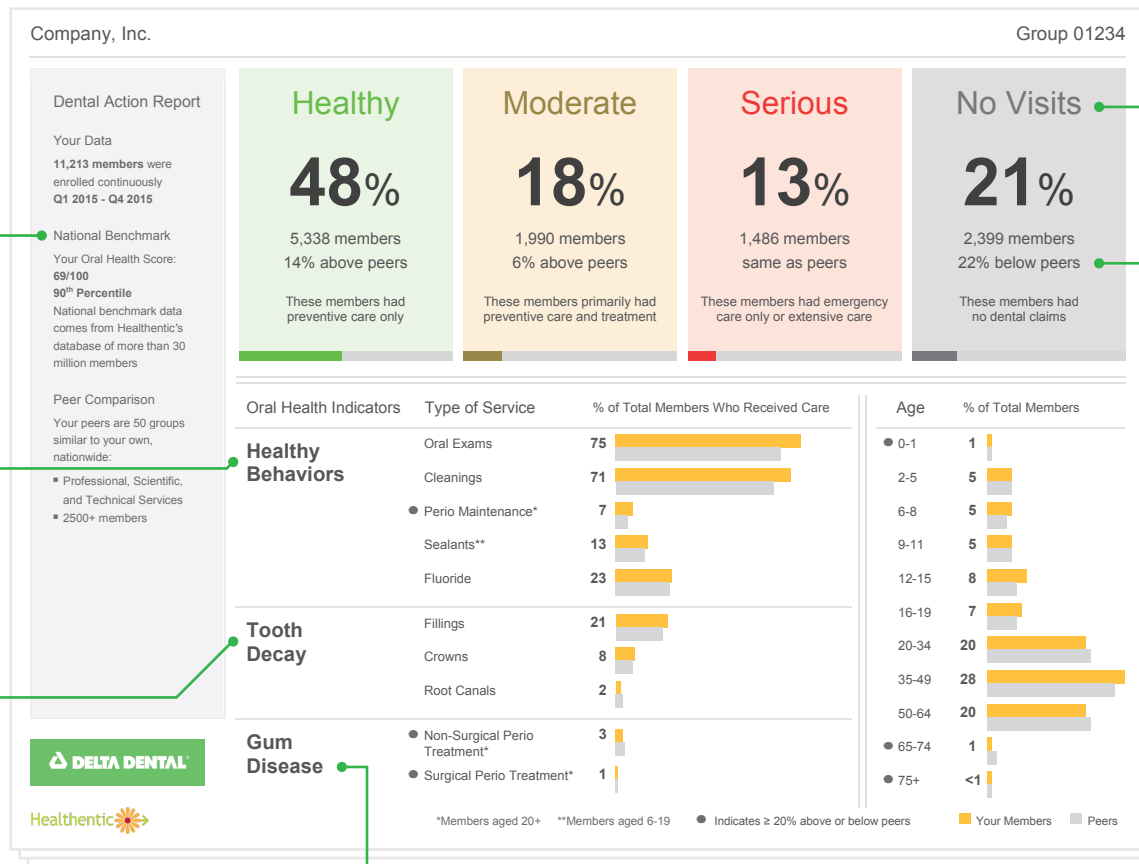 Company, Inc.
Group 01234
Dental Action Report
Your Data
11,213 members were
enrolled continuously
Q1 2015 - Q4 2015
National Benchmark
Your Oral Health Score:
69/100
90th Percentile
National benchmark data
comes from Healthentic's
database of more than 30
million members
Peer Comparison
Your peers are 50 groups
similar to your own,
nationwide:
▪ Professional, Scientific,
and Technical Services
▪ 2500+ members
DELTA DENTAL
Healthentic
Healthy
48%
5,338 members
14% above peers
These members had
preventive care only
Moderate
18%
1,990 members
6% above peers
These members primarily had
preventive care and treatment
Serious
13%
1,486 members
same as peers
These members had emergency
care only or extensive care
No Visits
21%
2,399 members
22% below peers
These members had
no dental claims
Oral Health Indicators Type of Service % of Total Members Who Received Care
Healthy
Behaviors
Oral Exams 75
Cleanings 71
● Perio Maintenance* 7
Sealants** 13
Fluoride 23
Tooth
Decay
Fillings 21
Crowns 8
Root Canals 2
Gum
Disease
● Non-Surgical Perio
Treatment* 3
● Surgical Perio Treatment* 1
Age % of Total Members
● 0-1 1
2-5 5
6-8 5
9-11 5
12-15 8
16-19 7
20-34 20
35-49 28
50-64 20
● 65-74 1
● 75+ <1
*Members aged 20+ **Members aged 6-19 ● Indicates ≥ 20% above or below peers
Your Members Peers